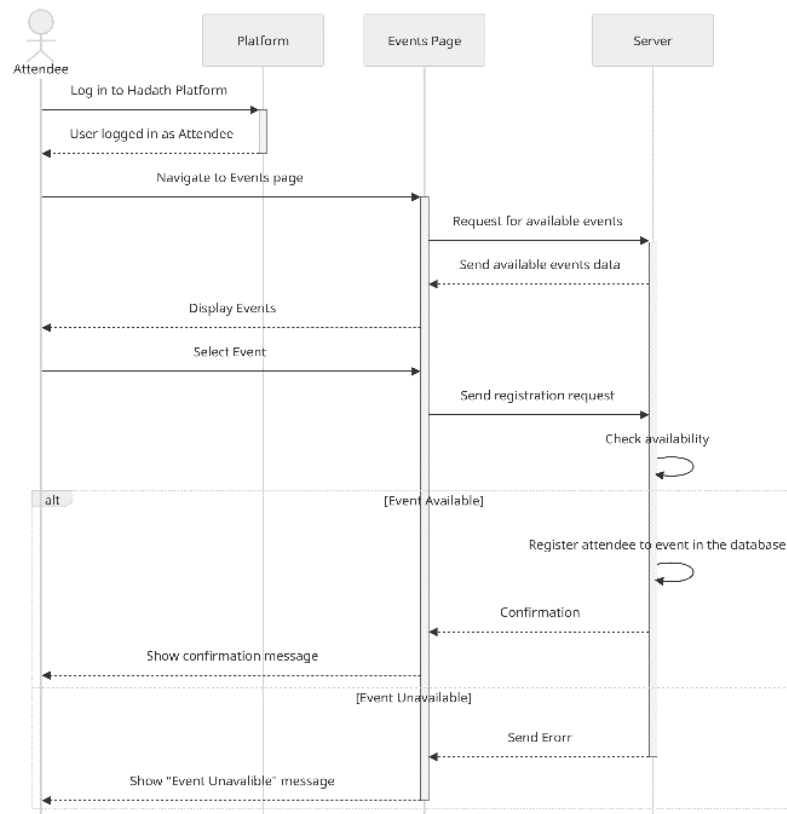 Attendee
Platform
Events Page
Server
Log in to Hadath Platform
User logged in as Attendee
Navigate to Events page
Request for available events
Send available events data
Display Events
Select Event
Send registration request
Check availability
alt
[Event Available]
Register attendee to event in the database
Confirmation
Show confirmation message
[Event Unavailable]
Send Erorr
Show "Event Unavalible" message